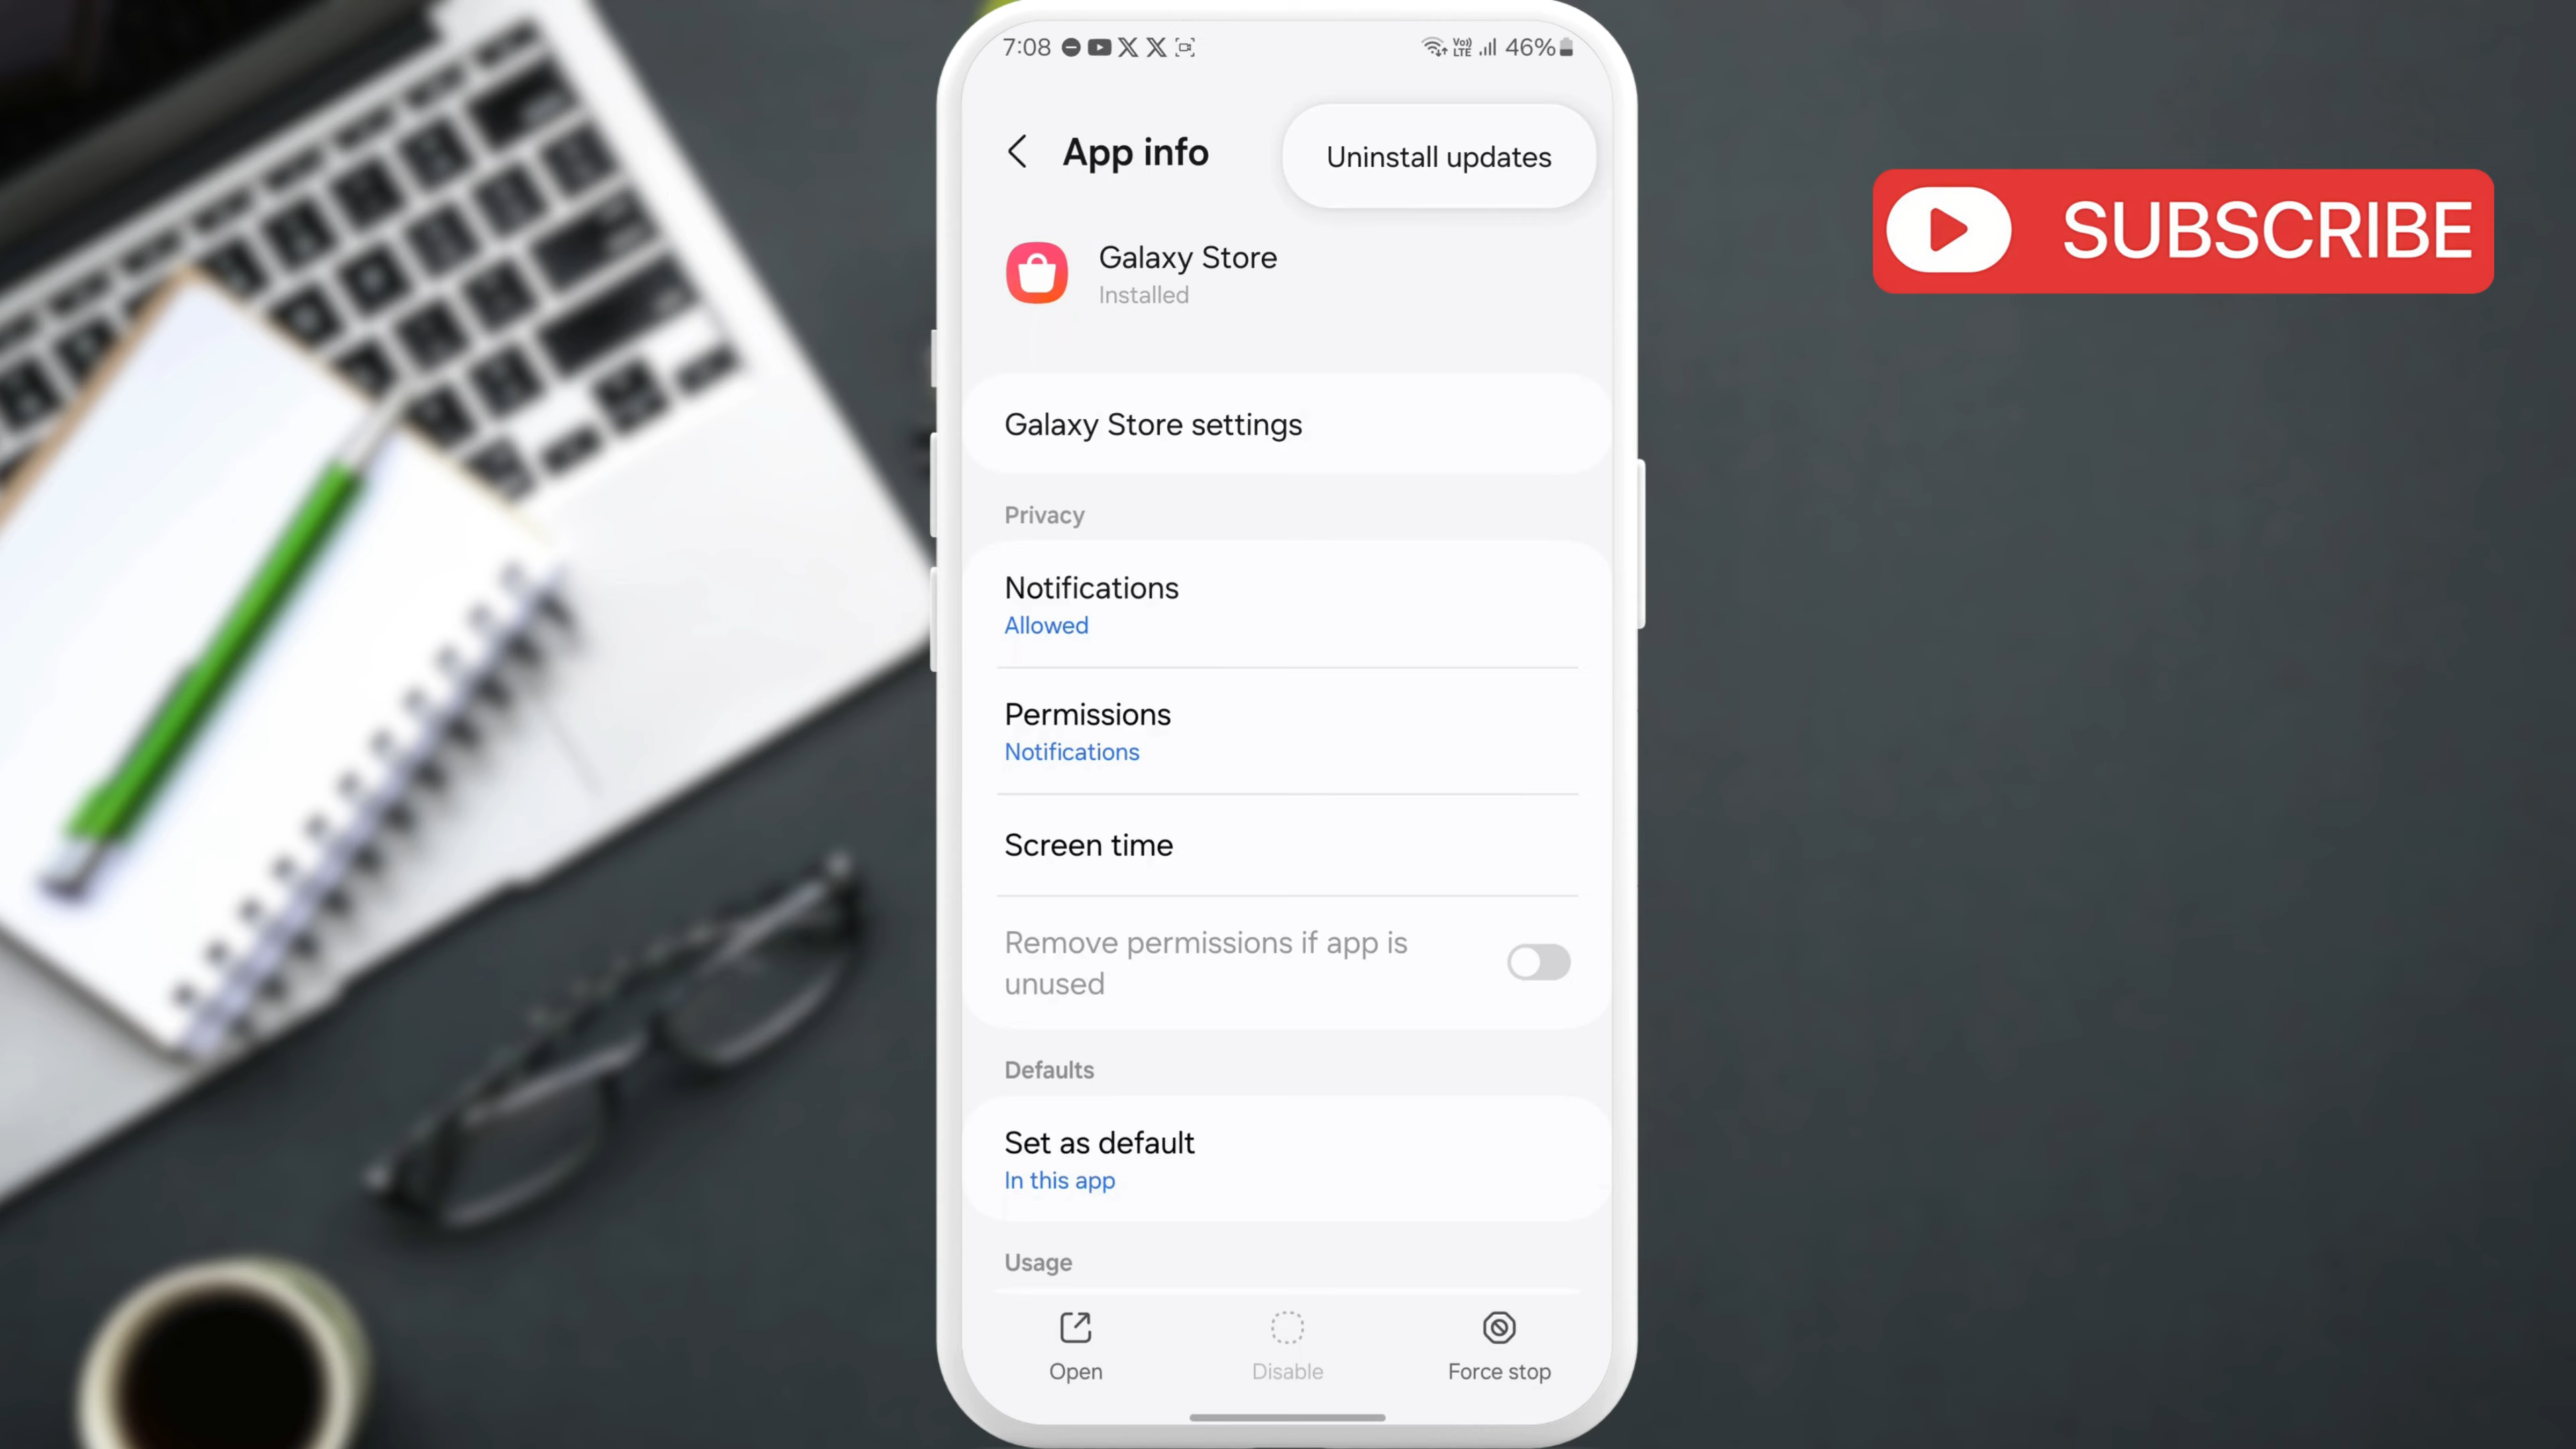 7:08
Vo))
LTE
46%
App info
Uninstall updates
SUBSCRIBE
Galaxy Store
Installed
Galaxy Store settings
Privacy
Notifications
Allowed
Permissions
Notifications
Screen time
Remove permissions if app is
unused
Defaults
Set as default
In this app
Usage
Open
Disable
Force stop